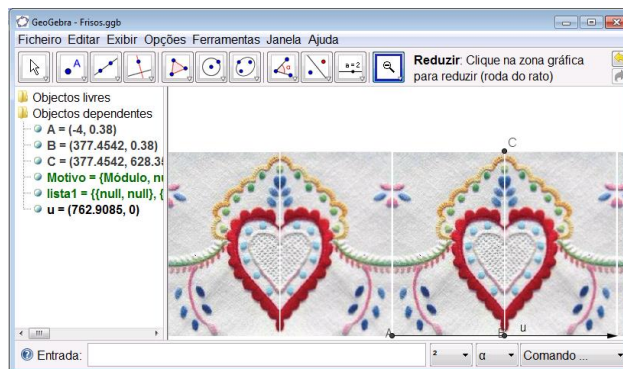 GeoGebra - Frisos.ggb
Ficheiro Editar Exibir Opções Ferramentas Janela Ajuda
A
a=2
Reduzir: Clique na zona gráfica
para reduzir (roda do rato)
Objectos livres
Objectos dependentes
A = (-4, 0.38)
B = (377.4542, 0.38)
C = (377.4542, 628.3
Motivo = {Módulo, nu
lista1 = {{null, null}, {
u = (762.9085, 0)
C
A
B
u
Entrada:
²
α
Comando ...